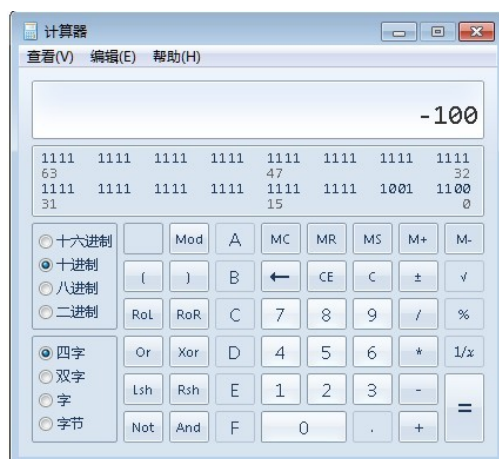 计算器
查看(V) 编辑(E) 帮助(H)
-100
1111 1111 1111 1111 1111 1111 1111 1111
63 47 32
1111 1111 1111 1111 1111 1111 1001 1100
31 15 0
十六进制 Mod A MC MR MS M+ M-
十进制 ( ) B ← CE C ± √
八进制
二进制 RoL RoR C 7 8 9 / %
四字 Or Xor D 4 5 6 * 1/x
双字
字 Lsh Rsh E 1 2 3 - =
字节 Not And F 0 . +